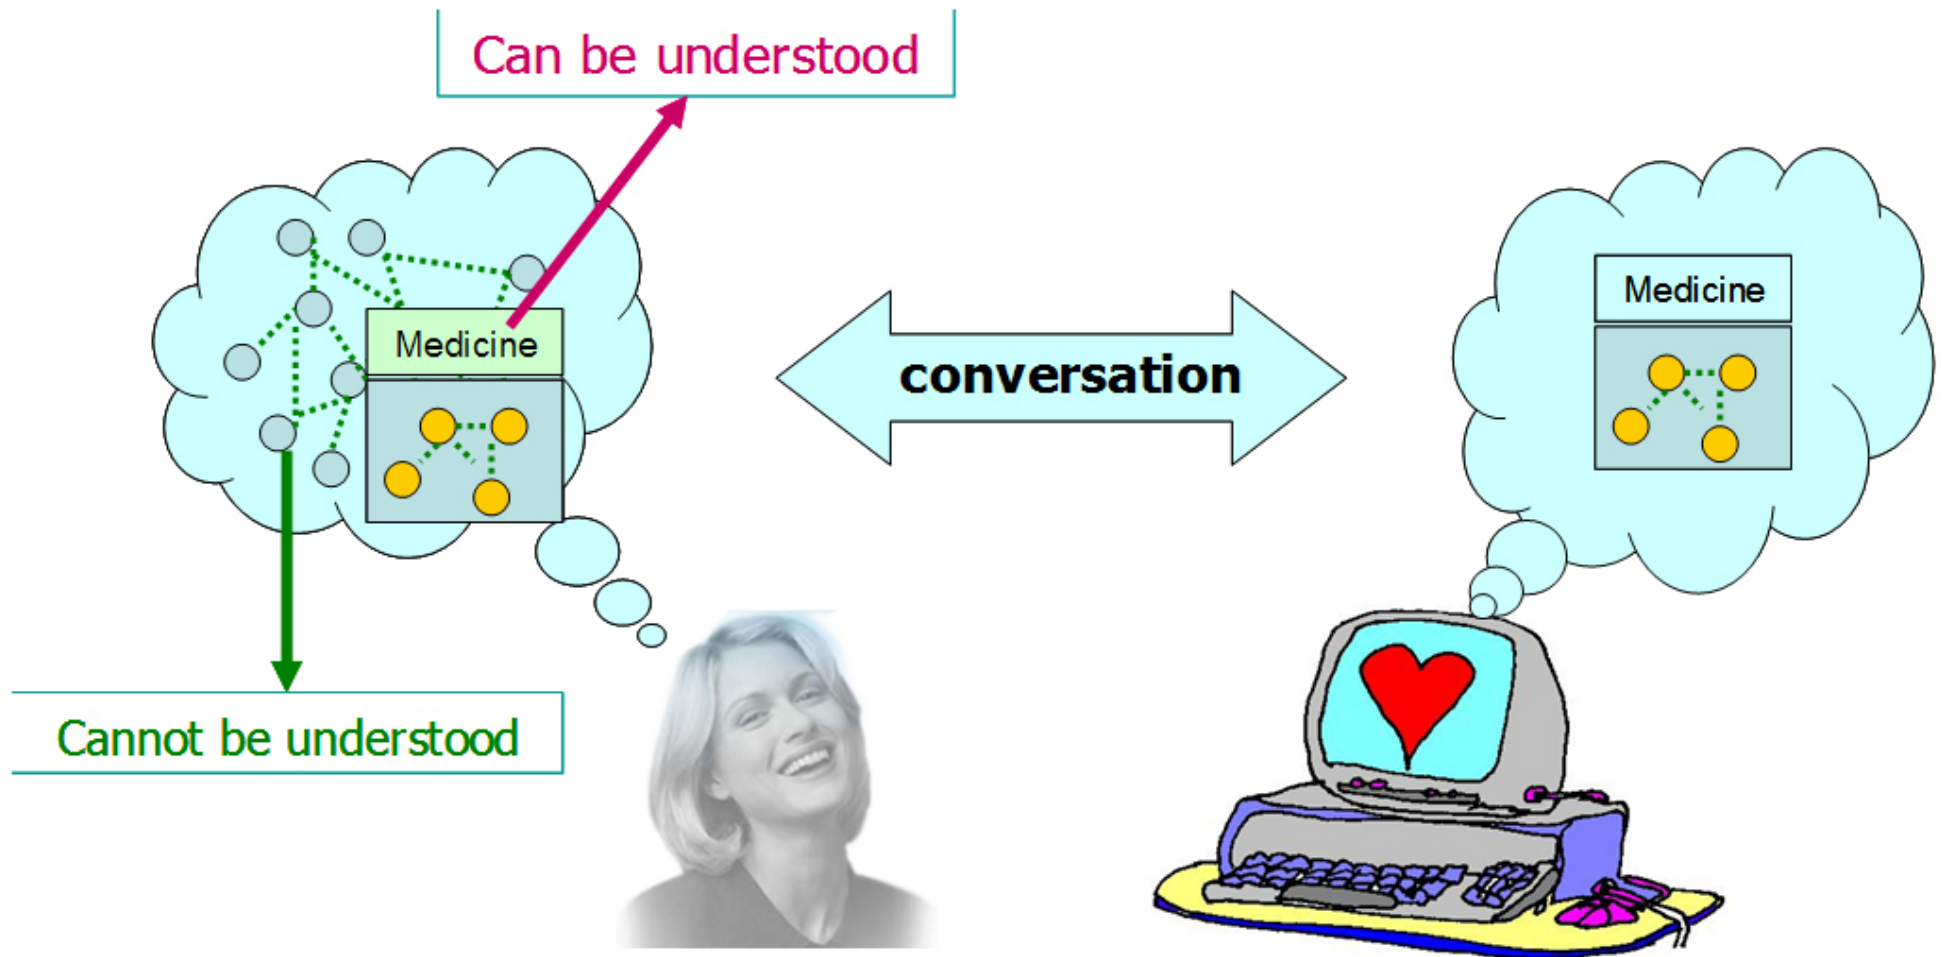 Can be understood
Medicine
conversation
Medicine
Cannot be understood